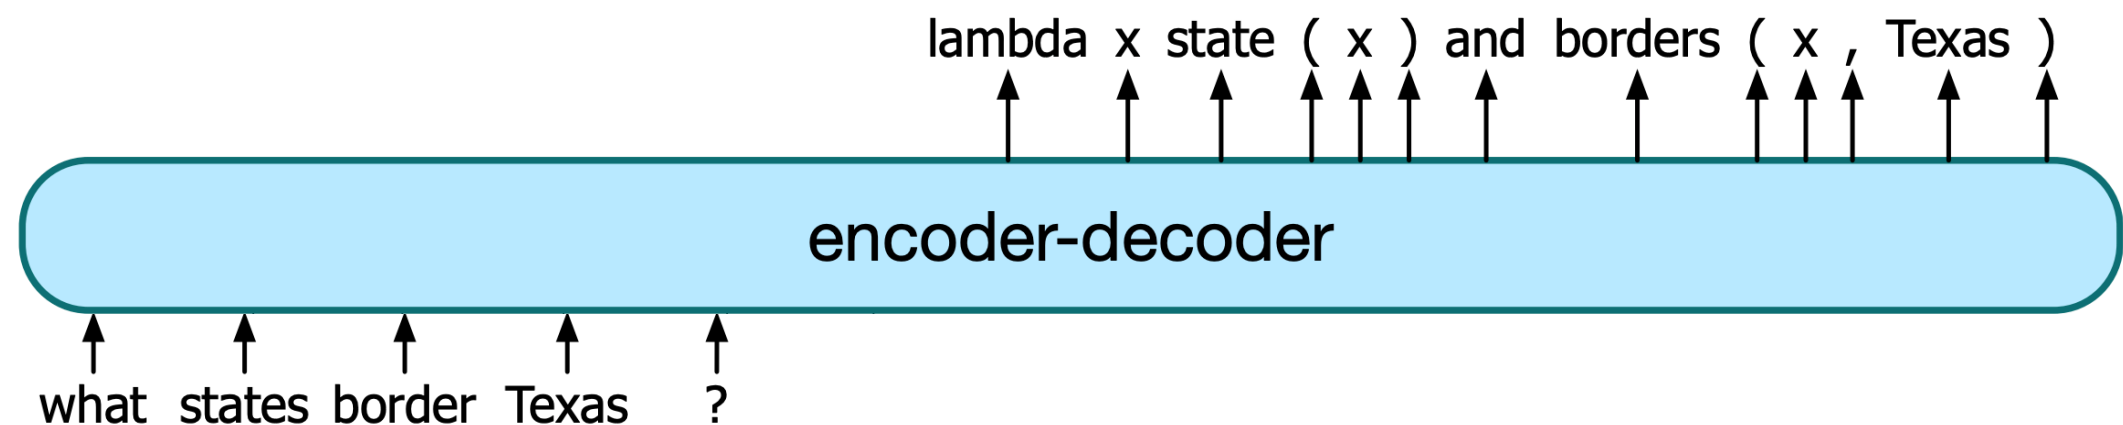 lambda x state ( x ) and borders ( x , Texas )
encoder-decoder
what states border Texas ?